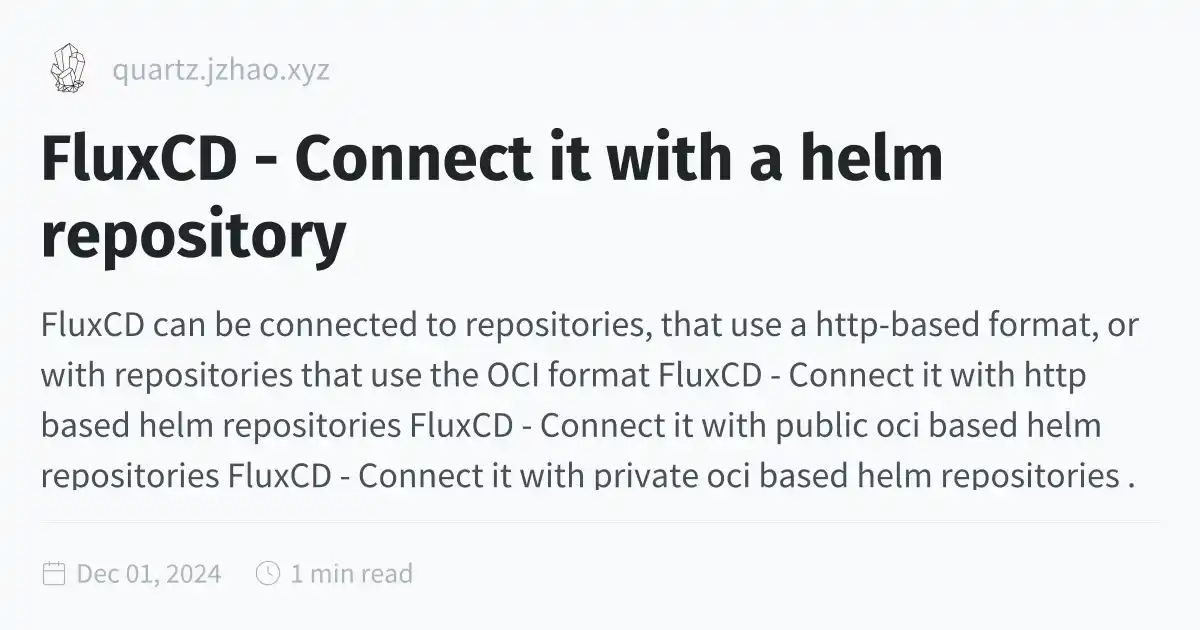 quartz.jzhao.xyz
FluxCD - Connect it with a helm
repository
FluxCD can be connected to repositories, that use a http-based format, or
with repositories that use the OCI format FluxCD - Connect it with http
based helm repositories FluxCD - Connect it with public oci based helm
repositories FluxCD - Connect it with private oci based helm repositories .
Dec 01, 2024 1 min read